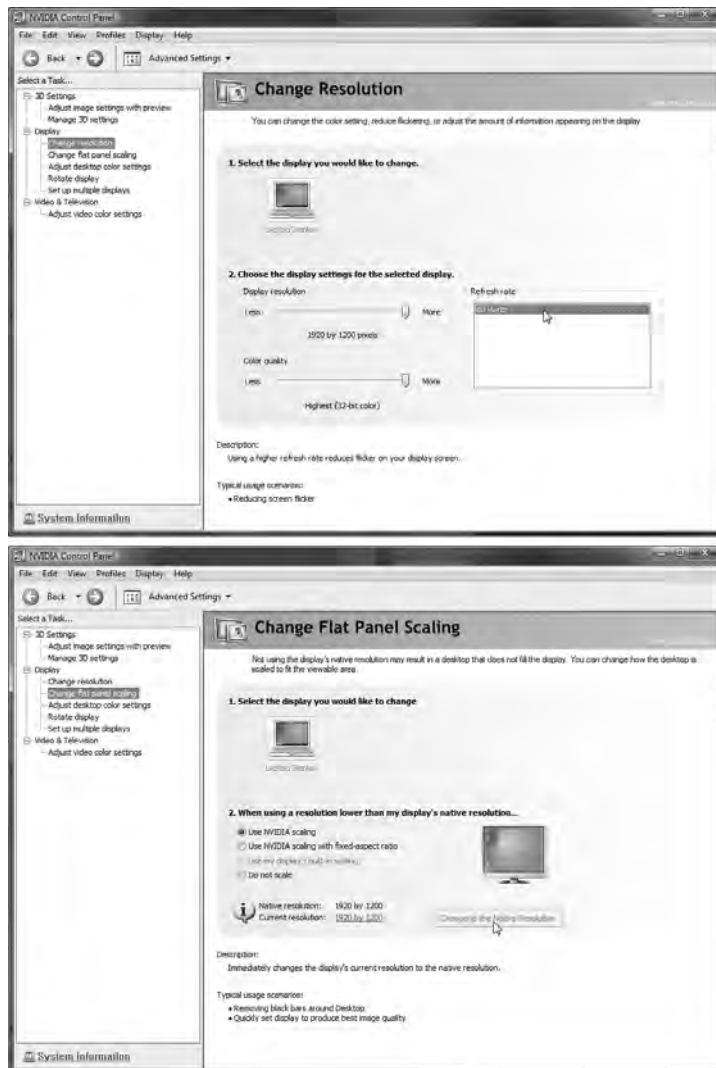 NVIDIA Control Panel
File Edit View Profiles Display Help
Back Advanced Settings
Select a Task...
3D Settings
Adjust image settings with preview
Manage 3D settings
Display
Change resolution
Change flat panel scaling
Adjust desktop color settings
Rotate display
Set up multiple displays
Video & Television
Adjust video color settings
System Information
Change Resolution
You can change the color setting, reduce flickering, or adjust the amount of information appearing on the display
1. Select the display you would like to change.
Laptop Display
2. Choose the display settings for the selected display.
Display resolution
Less More
1920 by 1200 pixels
Color quality
Less More
Highest (32-bit color)
Refresh rate
Description:
Using a higher refresh rate reduces flicker on your display screen.
Typical usage scenarios:
• Reducing screen flicker
NVIDIA Control Panel
File Edit View Profiles Display Help
Back Advanced Settings
Select a Task...
3D Settings
Adjust image settings with preview
Manage 3D settings
Display
Change resolution
Change flat panel scaling
Adjust desktop color settings
Rotate display
Set up multiple displays
Video & Television
Adjust video color settings
System Information
Change Flat Panel Scaling
Not using the display's native resolution may result in a desktop that does not fill the display. You can change how the desktop is
scaled to fit the viewable area.
1. Select the display you would like to change
Laptop Display
2. When using a resolution lower than my display's native resolution...
Use NVIDIA scaling
Use NVIDIA scaling with fixed-aspect ratio
Use my display's built-in scaling
Do not scale
Native resolution: 1920 by 1200
Current resolution: 1920 by 1200
Change to the Native Resolution
Description:
Immediately changes the display's current resolution to the native resolution.
Typical usage scenarios:
• Removing black bars around Desktop
• Quickly set display to produce best image quality